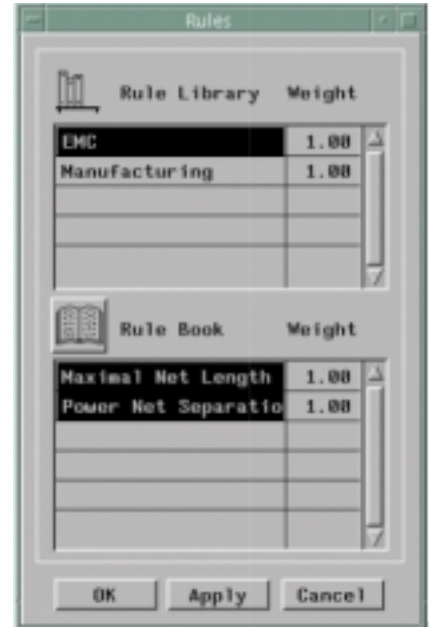 Rules
Rule Library Weight
EMC 1.00
Manufacturing 1.00
Rule Book Weight
Maximal Net Length 1.00
Power Net Separatio 1.00
OK Apply Cancel